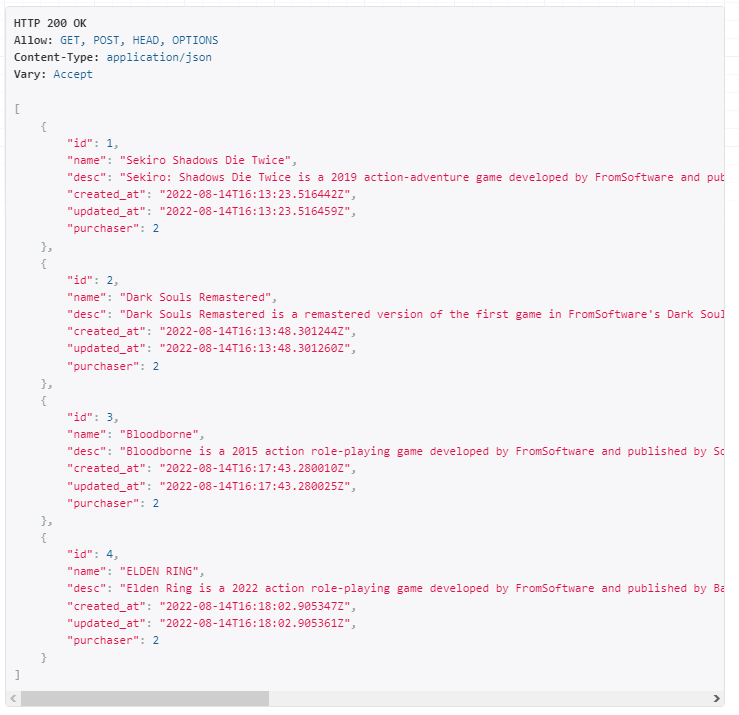 HTTP 200 OK
Allow: GET, POST, HEAD, OPTIONS
Content-Type: application/json
Vary: Accept
[
{
"id": 1,
"name": "Sekiro Shadows Die Twice",
"desc": "Sekiro: Shadows Die Twice is a 2019 action-adventure game developed by FromSoftware and
"created_at": "2022-08-14T16:13:23.516442Z",
"updated_at": "2022-08-14T16:13:23.516459Z",
"purchaser": 2
},
{
"id": 2,
"name": "Dark Souls Remastered",
"desc": "Dark Souls Remastered is a remastered version of the first game in FromSoftware's Dark
"created_at": "2022-08-14T16:13:48.301244Z",
"updated_at": "2022-08-14T16:13:48.301260Z",
"purchaser": 2
},
{
"id": 3,
"name": "Bloodborne",
"desc": "Bloodborne is a 2015 action role-playing game developed by FromSoftware and published by
"created_at": "2022-08-14T16:17:43.280010Z",
"updated_at": "2022-08-14T16:17:43.280025Z",
"purchaser": 2
},
{
"id": 4,
"name": "ELDEN RING",
"desc": "Elden Ring is a 2022 action role-playing game developed by FromSoftware and published by
"created_at": "2022-08-14T16:18:02.905347Z",
"updated_at": "2022-08-14T16:18:02.905361Z",
"purchaser": 2
}
]